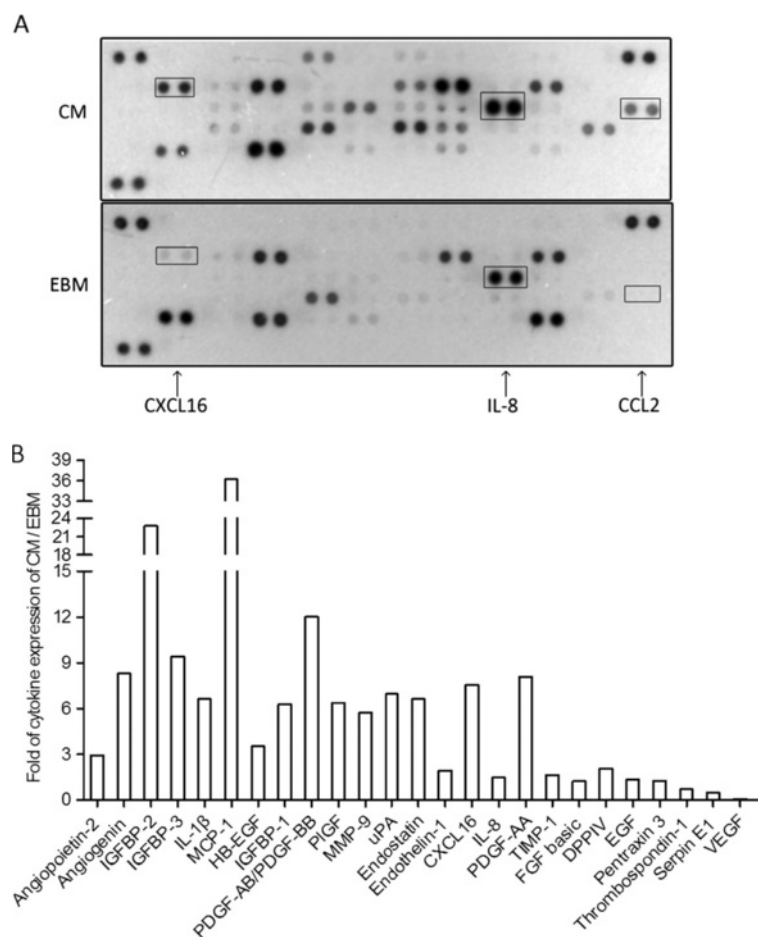 A
CM
EBM
CXCL16 IL-8 CCL2
B
Fold of cytokine expression of CM / EBM
39
36
33
24
21
18
15
12
9
6
3
0
Angiopoietin-2
Angiogenin
IGFBP-2
IGFBP-3
IL-1β
MCP-1
HB-EGF
IGFBP-1
PDGF-AB/PDGF-BB
PIGF
MMP-9
uPA
Endostatin
Endothelin-1
CXCL16
IL-8
PDGF-AA
TIMP-1
FGF basic
DPPIV
EGF
Pentraxin 3
Thrombospondin-1
Serpin E1
VEGF